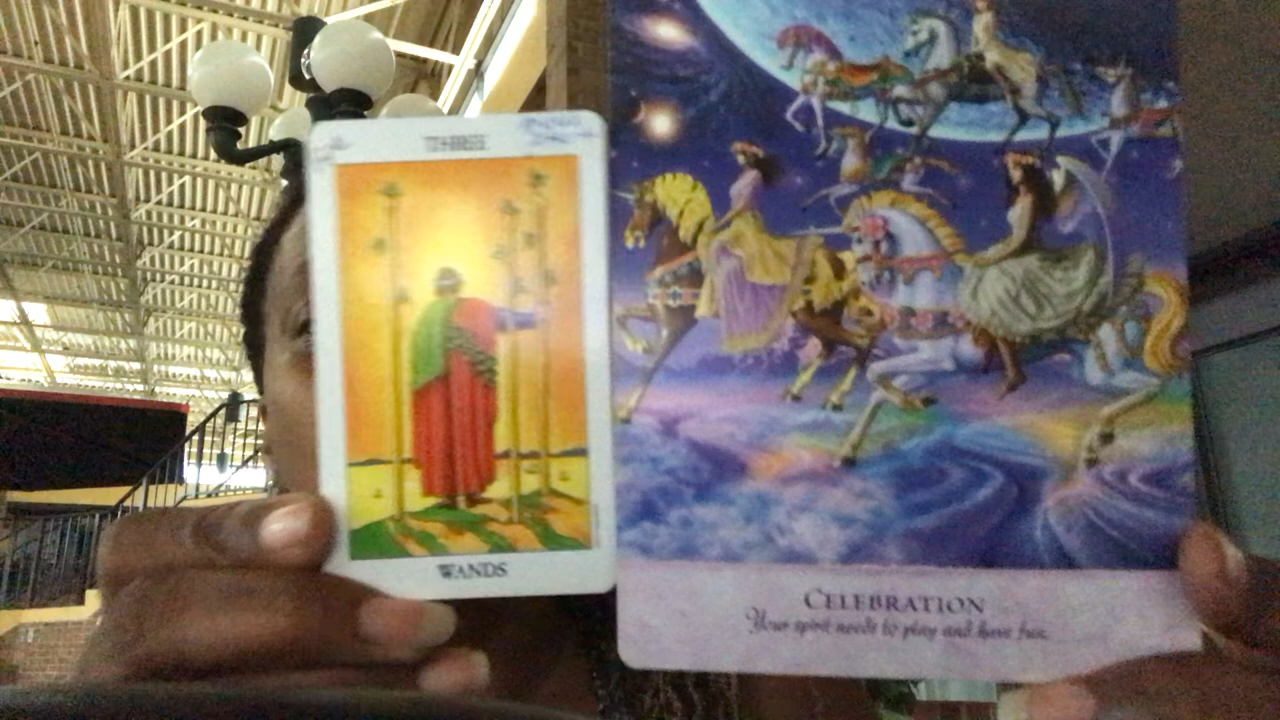 THREE
WANDS
CELEBRATION
Your spirit needs to play and have fun.